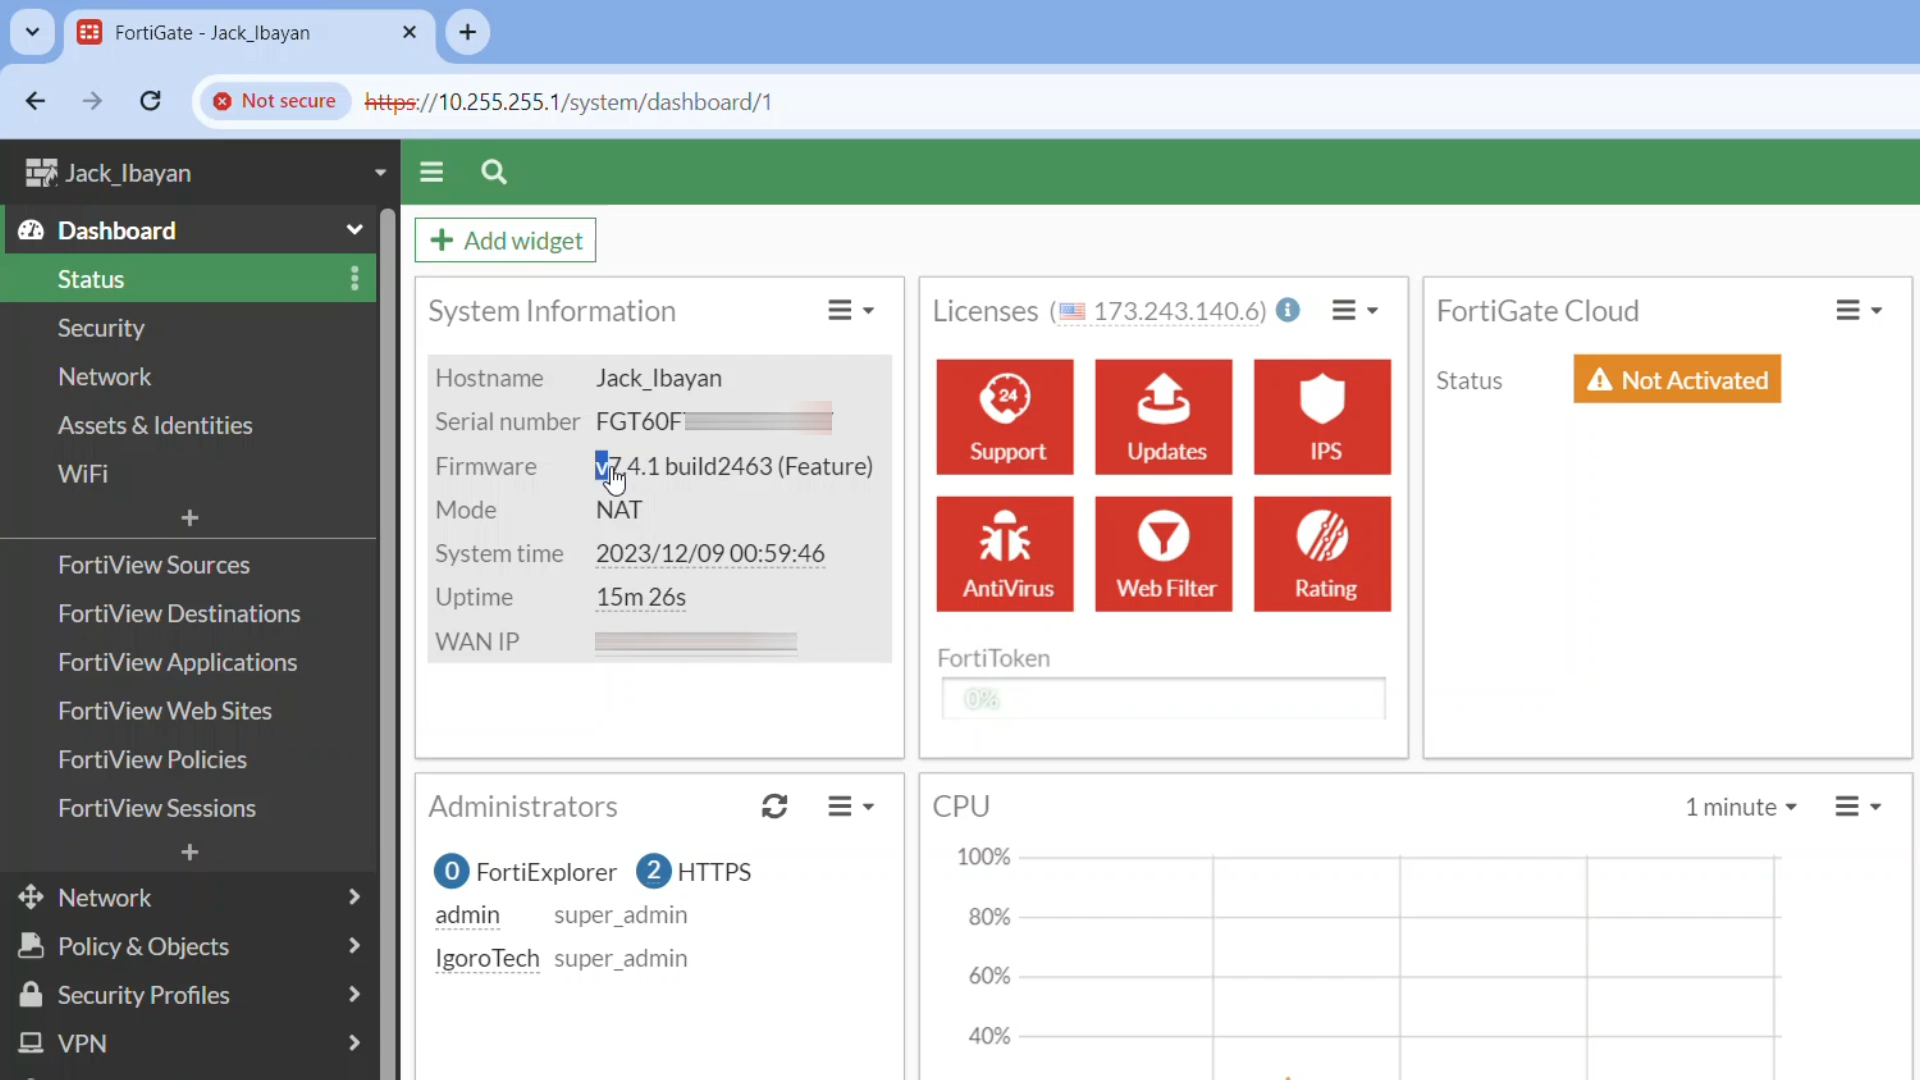 FortiGate - Jack_Ibayan
Not secure
https://10.255.255.1/system/dashboard/1
Jack_Ibayan
Dashboard
Status
Security
Network
Assets & Identities
WiFi
FortiView Sources
FortiView Destinations
FortiView Applications
FortiView Web Sites
FortiView Policies
FortiView Sessions
Network
Policy & Objects
Security Profiles
VPN
Add widget
System Information
Hostname Jack_Ibayan
Serial number FGT60F
Firmware v7.4.1 build2463 (Feature)
Mode NAT
System time 2023/12/09 00:59:46
Uptime 15m 26s
WAN IP
Licenses (173.243.140.6)
24
Support
Updates
IPS
AntiVirus
Web Filter
Rating
FortiToken
0%
FortiGate Cloud
Status Not Activated
Administrators
0 FortiExplorer 2 HTTPS
admin super_admin
IgoroTech super_admin
CPU
1 minute
100%
80%
60%
40%